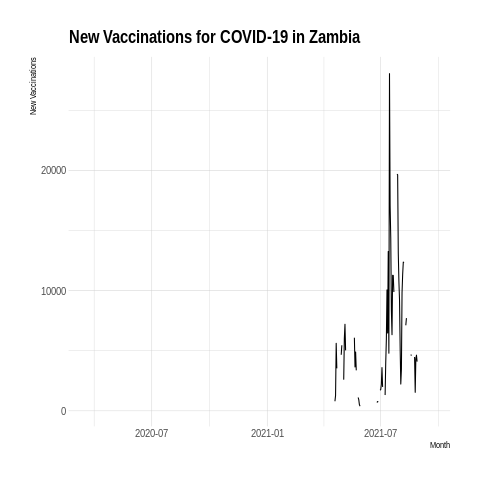 New Vaccinations for COVID-19 in Zambia
New Vaccinations
20000
10000
0
2020-07
2021-01
2021-07
Month